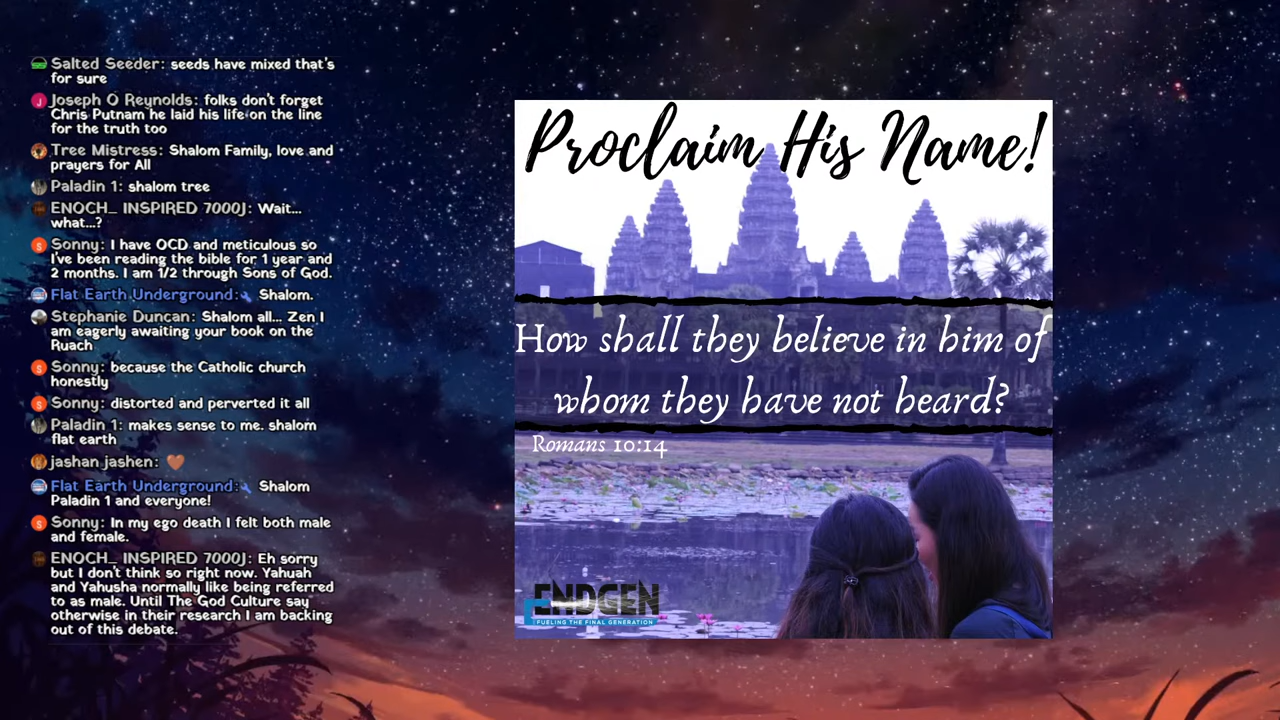 Salted Seeder: seeds have mixed that's
for sure
J Joseph O Reynolds: folks don't forget
Chris Putnam he laid his life on the line
for the truth too
Tree Mistress: Shalom Family, love and
prayers for All
Paladin 1: shalom tree
ENOCH_ INSPIRED 7000J: Wait...
what...?
S Sonny: I have OCD and meticulous so
I've been reading the bible for 1 year and
2 months. I am 1/2 through Sons of God.
Flat Earth Underground: Shalom.
Stephanie Duncan: Shalom all... Zen I
am eagerly awaiting your book on the
Ruach
S Sonny: because the Catholic church
honestly
S Sonny: distorted and perverted it all
Paladin 1: makes sense to me. shalom
flat earth
jashan jashen: 🤎
Flat Earth Underground: Shalom
Paladin 1 and everyone!
S Sonny: In my ego death I felt both male
and female.
ENOCH_ INSPIRED 7000J: Eh sorry
but I don't think so right now. Yahuah
and Yahusha normally like being referred
to as male. Until The God Culture say
otherwise in their research I am backing
out of this debate.
Proclaim His Name!
How shall they believe in him of
whom they have not heard?
Romans 10:14
ENDGEN
FUELING THE FINAL GENERATION